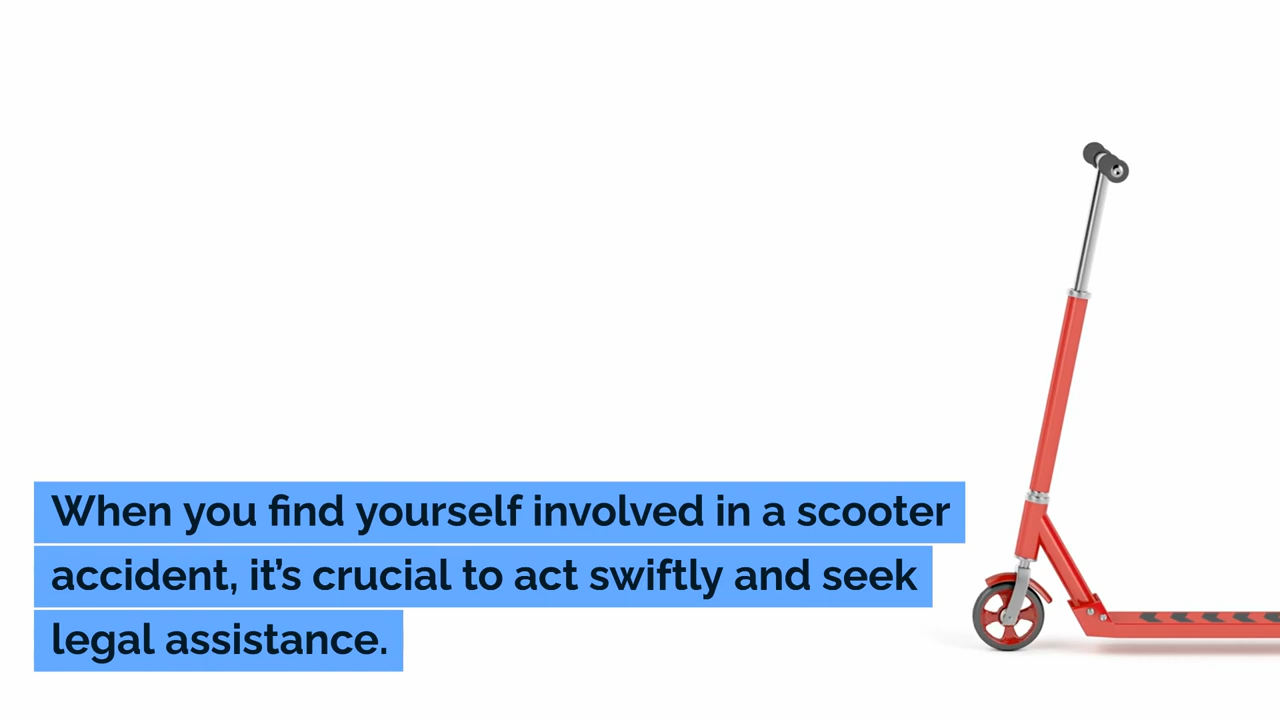 When you find yourself involved in a scooter
accident, it’s crucial to act swiftly and seek
legal assistance.